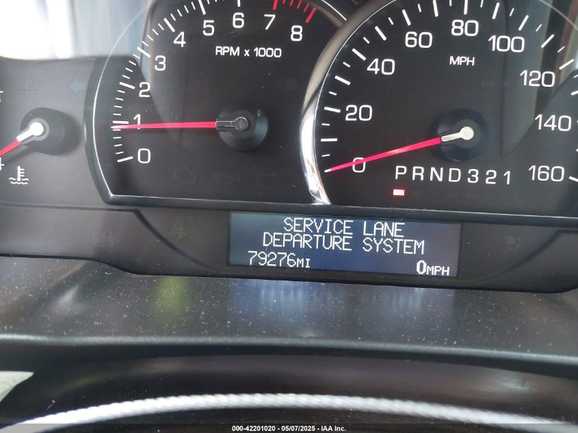 0
1
2
3
4
5
6
7
8
RPM x 1000
0
20
40
60
80
100
120
140
160
MPH
PRND321
SERVICE LANE
DEPARTURE SYSTEM
79276MI 0MPH
000-42201020 - 05/07/2025 - IAA Inc.